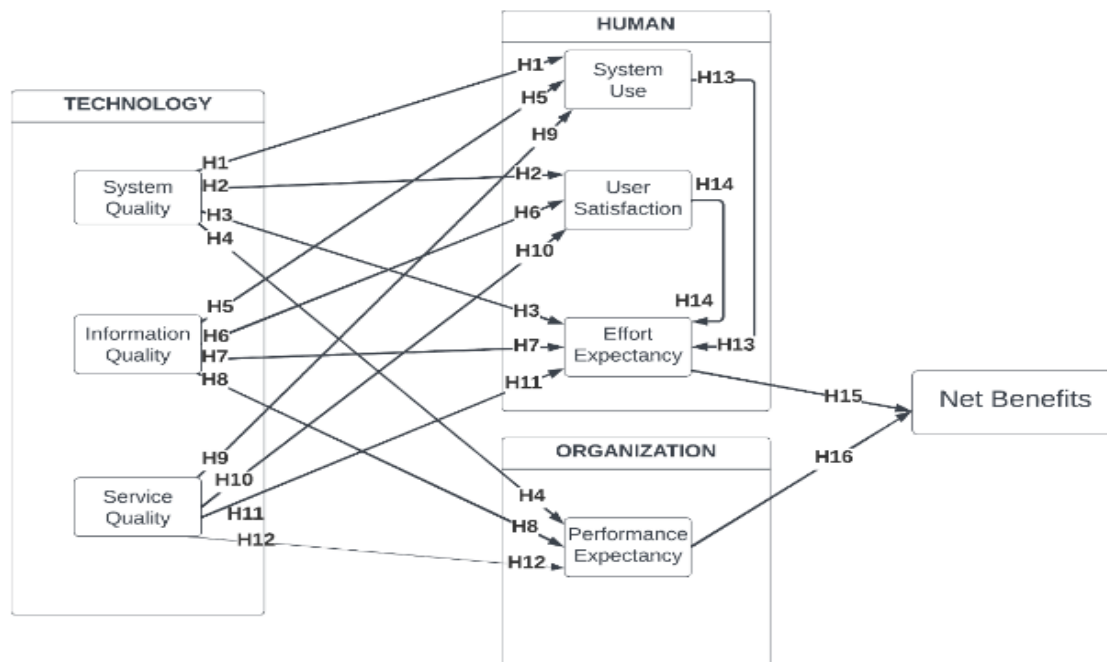 HUMAN
TECHNOLOGY
System
Quality
Information
Quality
Service
Quality
H1
H2
H3
H4
H5
H6
H7
H8
H9
H10
H11
H12
H1
H5
H9
H2
H6
H10
H3
H7
H11
H4
H8
H12
System
Use
User
Satisfaction
Effort
Expectancy
H13
H14
H14
H13
ORGANIZATION
Performance
Expectancy
H15
H16
Net Benefits